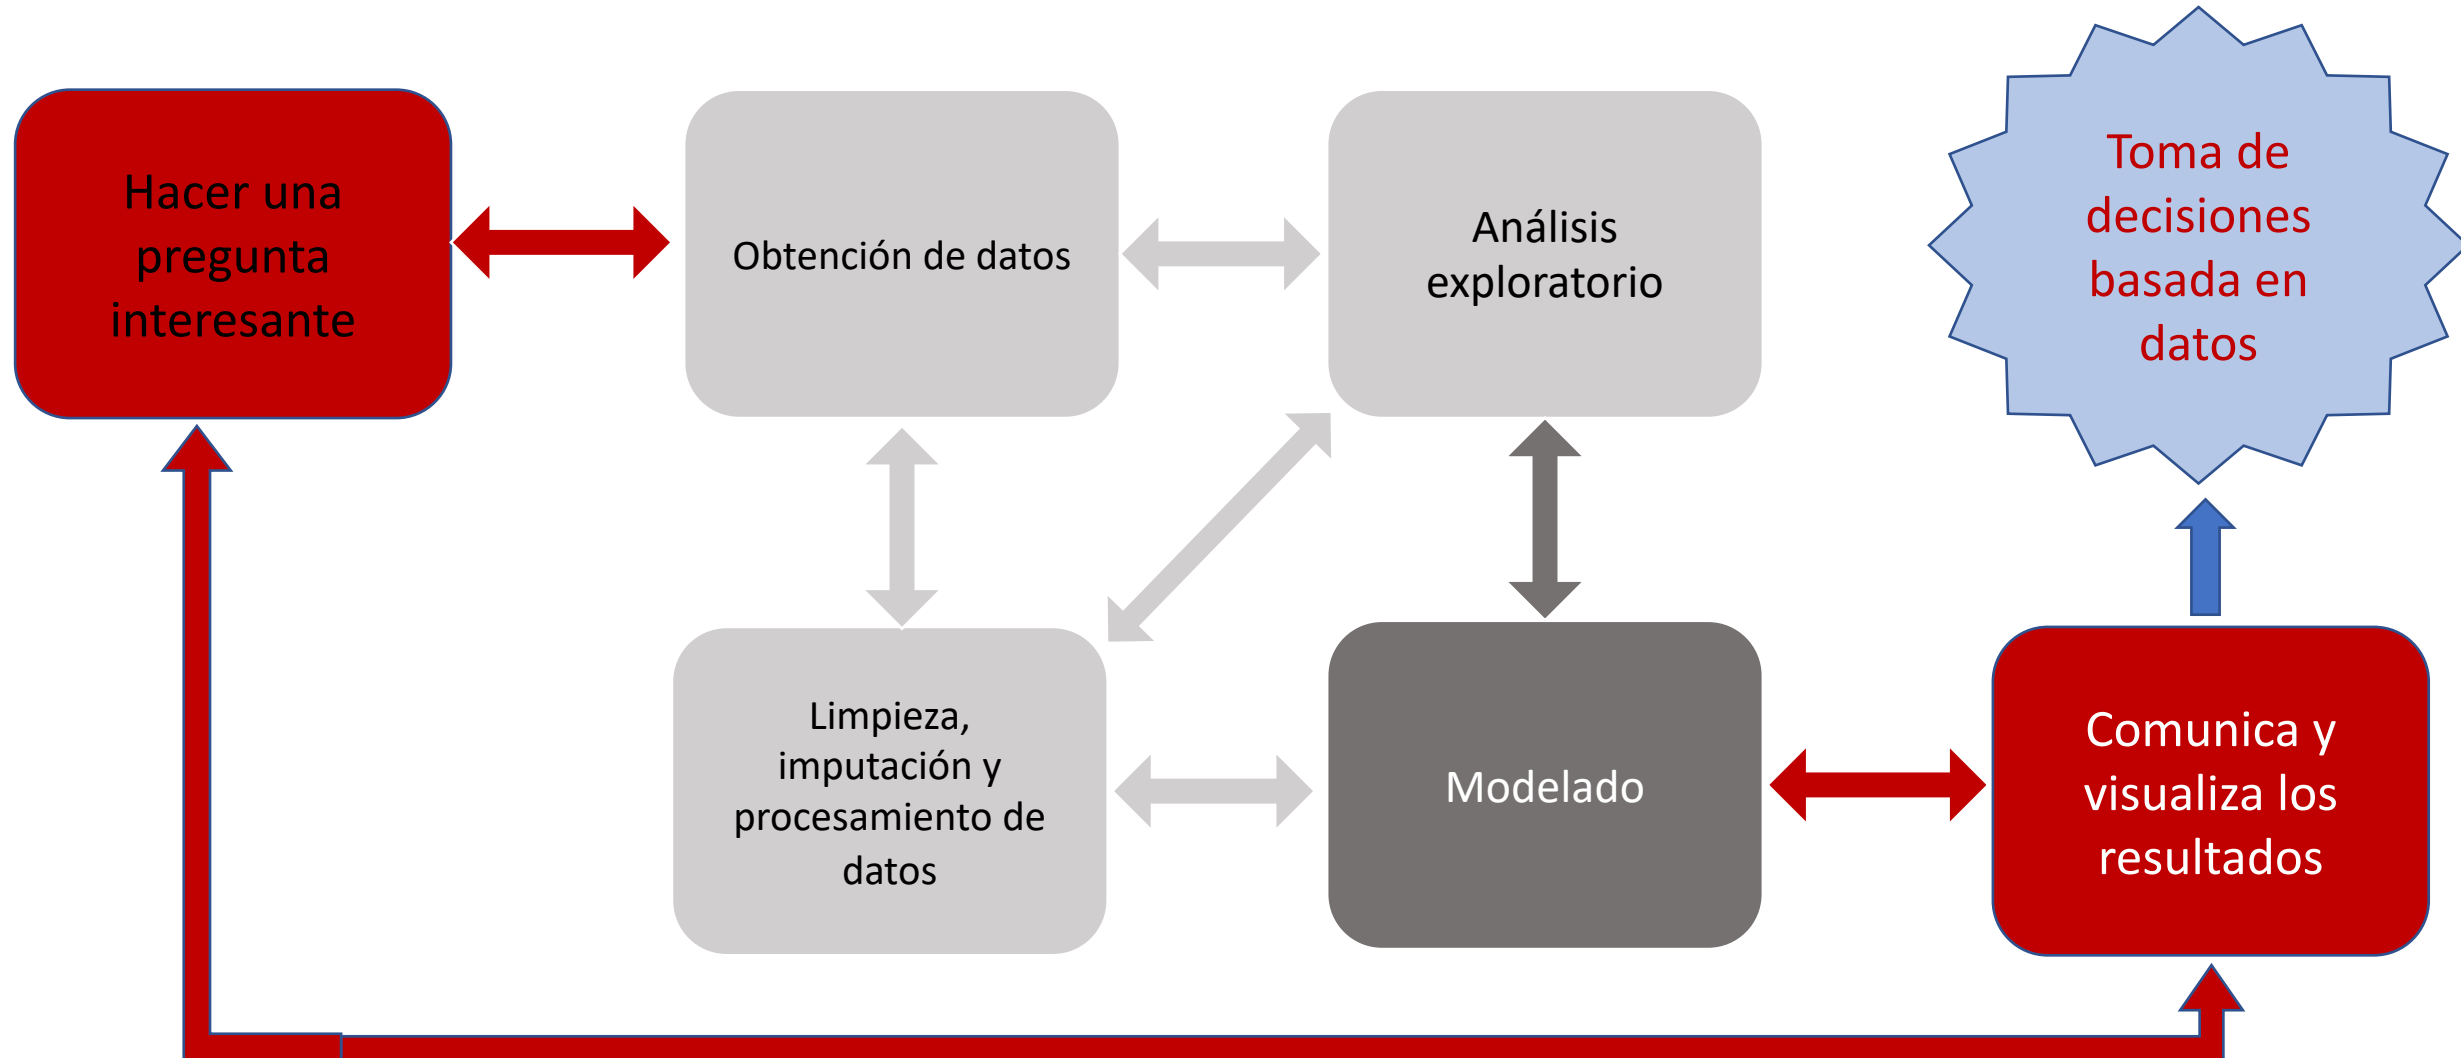 Hacer una
pregunta
interesante
Obtención de datos
Análisis
exploratorio
Toma de
decisiones
basada en
datos
Limpieza,
imputación y
procesamiento de
datos
Modelado
Comunica y
visualiza los
resultados